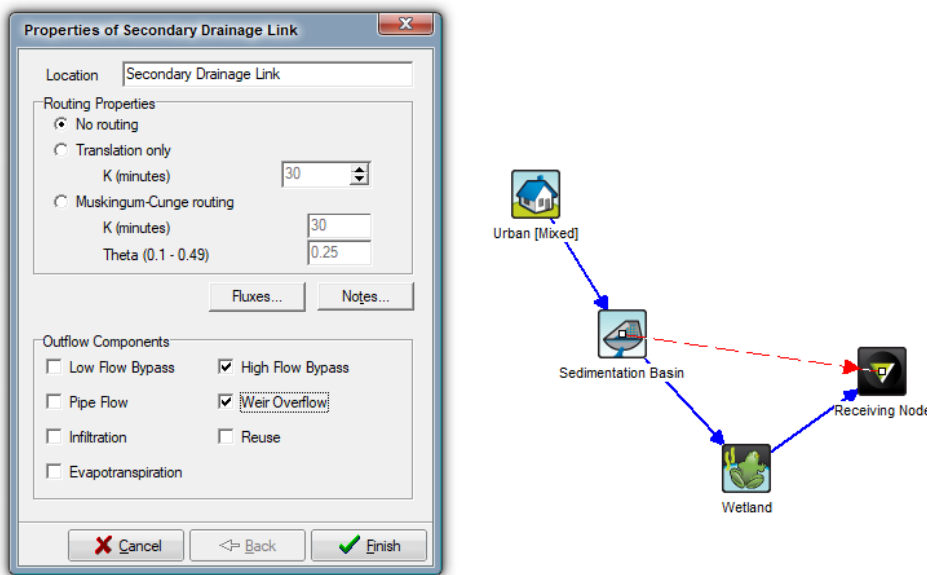 Properties of Secondary Drainage Link
Location Secondary Drainage Link
Routing Properties
No routing
Translation only
K (minutes) 30
Muskingum-Cunge routing
K (minutes) 30
Theta (0.1 - 0.49) 0.25
Fluxes... Notes...
Outflow Components
Low Flow Bypass High Flow Bypass
Pipe Flow Weir Overflow
Infiltration Reuse
Evapotranspiration
Cancel Back Finish
Urban [Mixed]
Sedimentation Basin
Receiving Node
Wetland